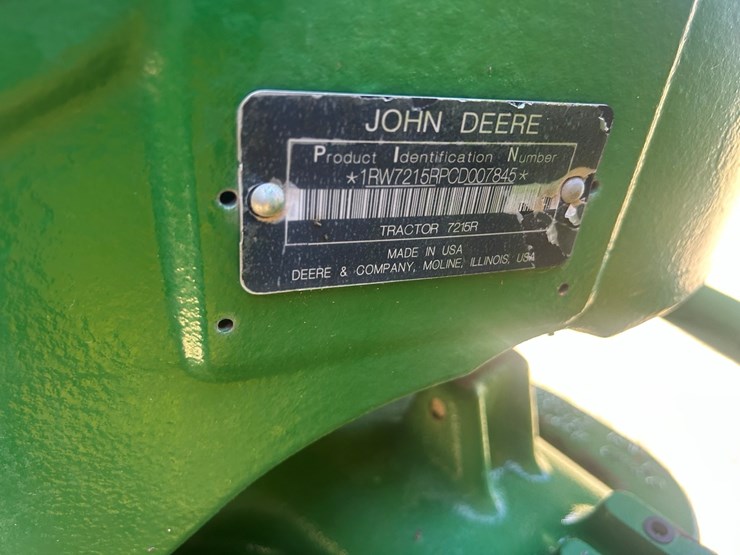 JOHN DEERE
Product Identification Number
*1RW7215RPCD007845*
TRACTOR 7215R
MADE IN USA
DEERE & COMPANY, MOLINE, ILLINOIS, USA